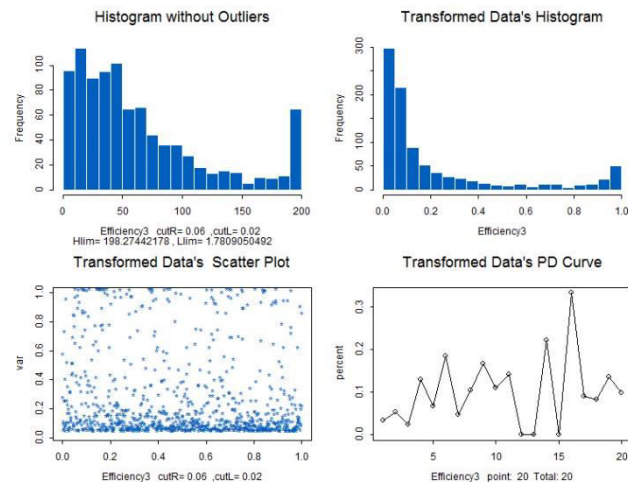 Histogram without Outliers
Frequency
0 20 40 60 80 100
0 50 100 150 200
Efficiency3 cutR= 0.06 ,cutL= 0.02
Hlim= 198.27442178 , Llim= 1.7809050492
Transformed Data's Histogram
Frequency
0 50 150 200 250 300
0.0 0.2 0.4 0.6 0.8 1.0
Efficiency3
Transformed Data's Scatter Plot
var
0.0 0.2 0.4 0.6 0.8 1.0
0.0 0.2 0.4 0.6 0.8 1.0
Efficiency3 cutR= 0.06 ,cutL= 0.02
Transformed Data's PD Curve
percent
0.0 0.1 0.2 0.3
5 10 15 20
Efficiency3 point: 20 Total: 20